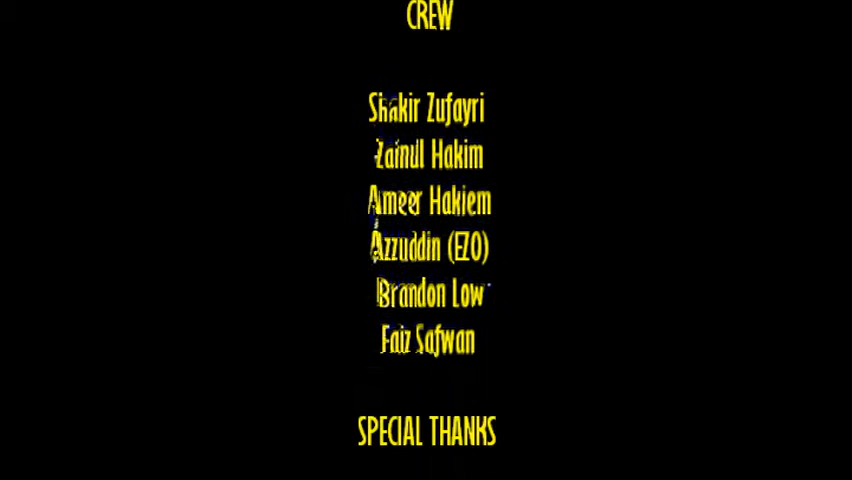 CREW
Shakir Zufayri
Zainul Hakim
Ameer Hakiem
Azzuddin (EZO)
Brandon Low
Faiz Safwan
SPECIAL THANKS